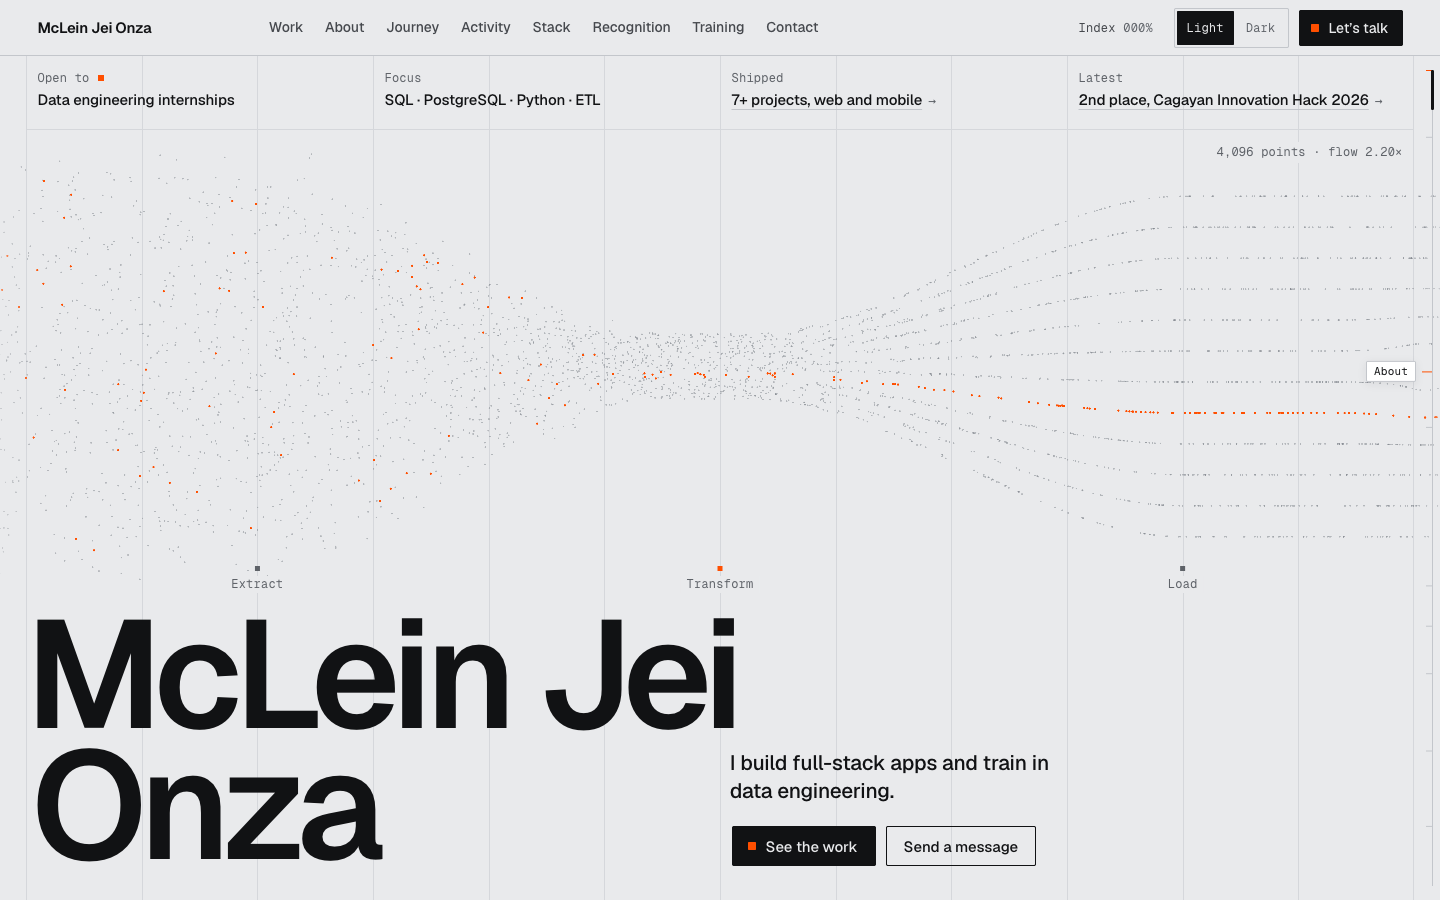 McLein Jei Onza
Work About Journey Activity Stack Recognition Training Contact
Index 000%
Light Dark
Let's talk
Open to
Data engineering internships
Focus
SQL · PostgreSQL · Python · ETL
Shipped
7+ projects, web and mobile →
Latest
2nd place, Cagayan Innovation Hack 2026 →
4,096 points · flow 2.20×
About
Extract
Transform
Load
McLein Jei
Onza
I build full-stack apps and train in
data engineering.
See the work
Send a message